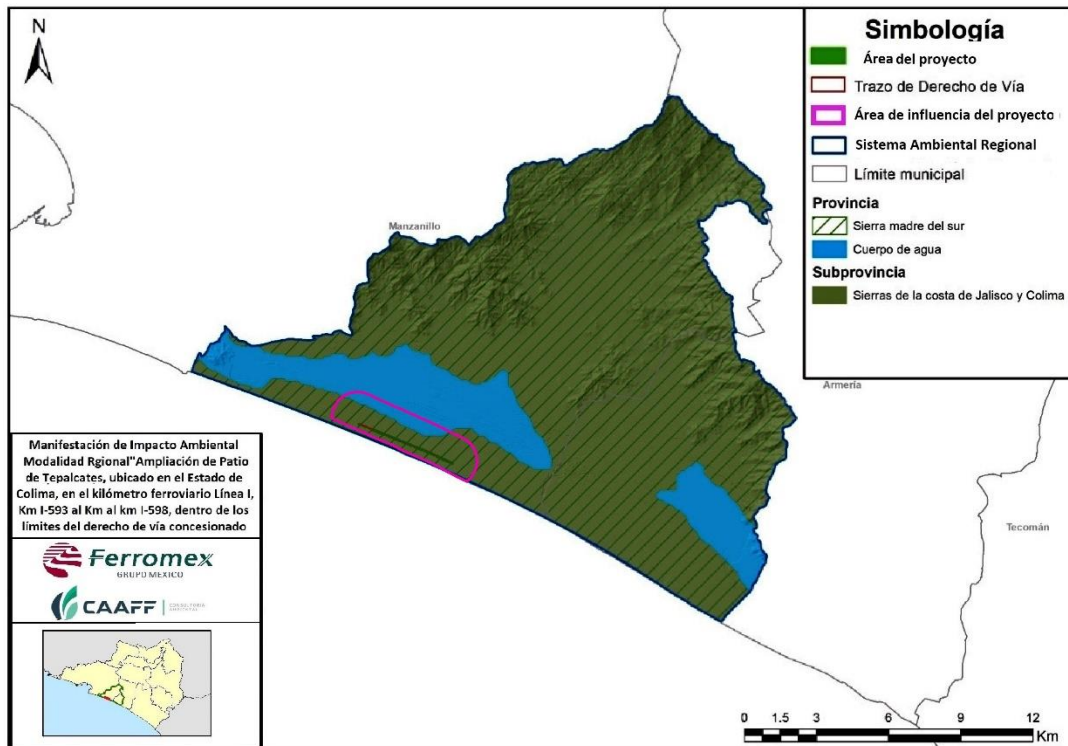 N
Simbología
Área del proyecto
Trazo de Derecho de Vía
Área de influencia del proyecto
Sistema Ambiental Regional
Límite municipal
Provincia
Sierra madre del sur
Cuerpo de agua
Subprovincia
Sierras de la costa de Jalisco y Colima
Manzanillo
Armería
Tecomán
Manifestación de Impacto Ambiental
Modalidad Rgional"Ampliación de Patio
de Tepalcates, ubicado en el Estado de
Colima, en el kilómetro ferroviario Línea I,
Km I-593 al Km al km I-598, dentro de los
límites del derecho de vía concesionado
Ferromex
GRUPO MEXICO
CAAFF
CONSULTORIA
AMBIENTAL
0 1.5 3 6 9 12
Km